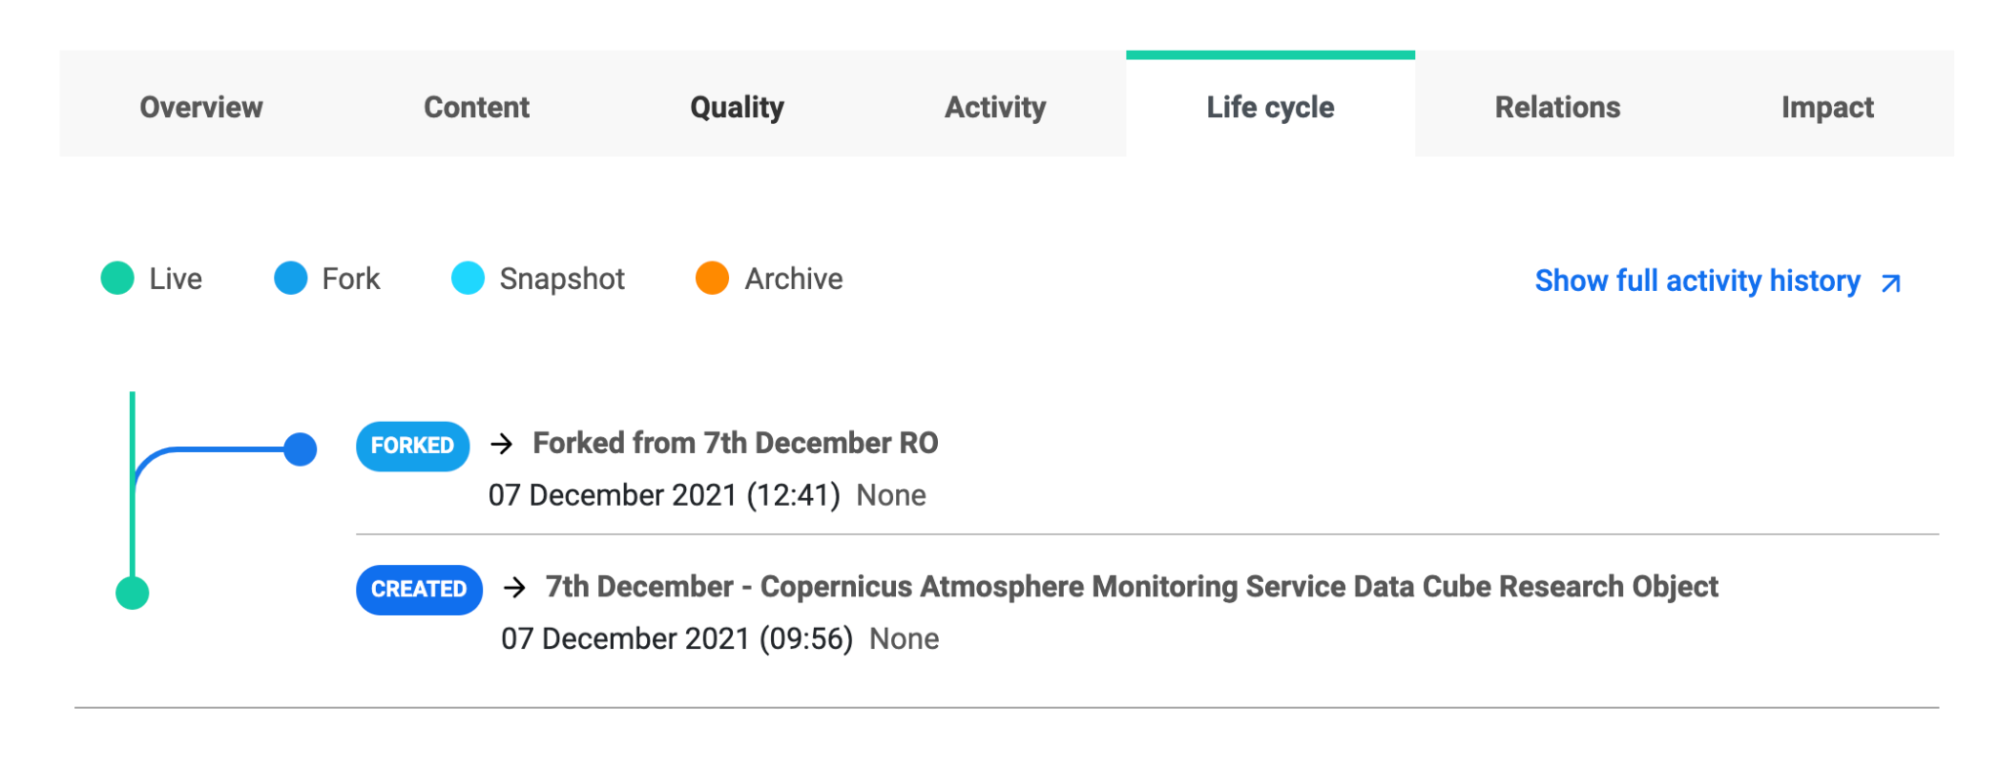 Overview Content Quality Activity Life cycle Relations Impact
Live Fork Snapshot Archive Show full activity history
FORKED → Forked from 7th December RO
07 December 2021 (12:41) None
CREATED → 7th December - Copernicus Atmosphere Monitoring Service Data Cube Research Object
07 December 2021 (09:56) None